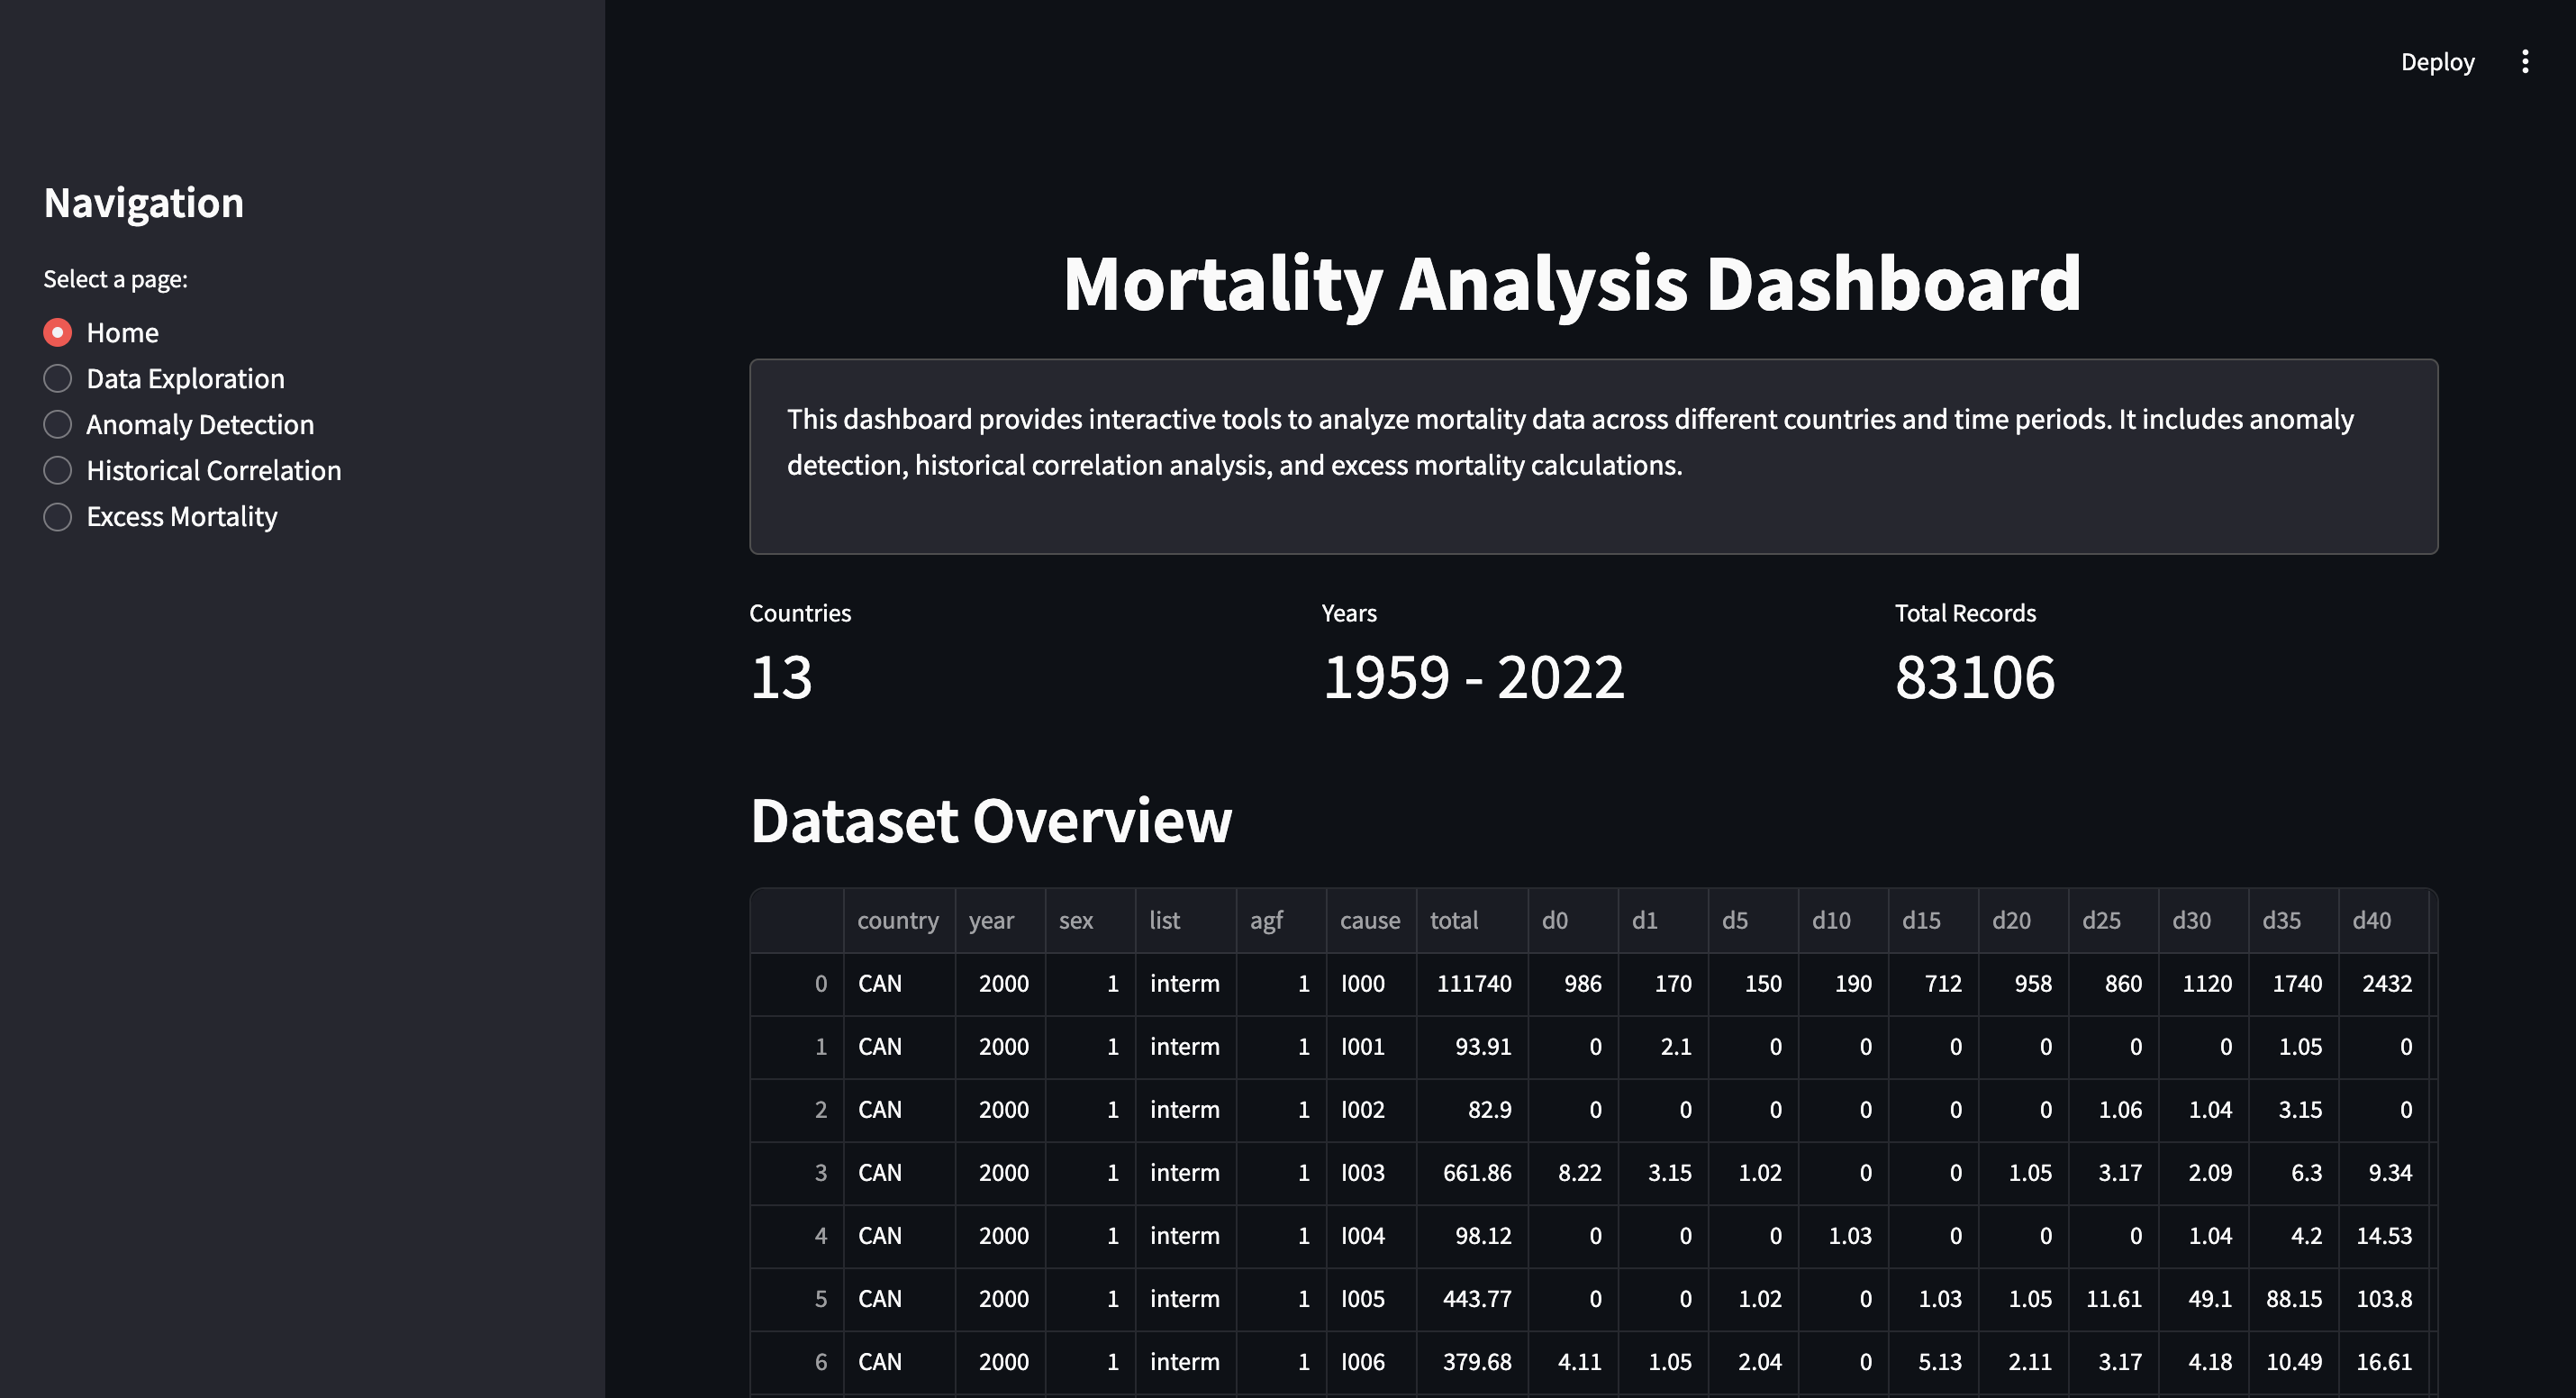 Deploy
Navigation
Select a page:
Home
Data Exploration
Anomaly Detection
Historical Correlation
Excess Mortality
Mortality Analysis Dashboard
This dashboard provides interactive tools to analyze mortality data across different countries and time periods. It includes anomaly
detection, historical correlation analysis, and excess mortality calculations.
Countries Years Total Records
13 1959 - 2022 83106
Dataset Overview
country year sex list agf cause total d0 d1 d5 d10 d15 d20 d25 d30 d35 d40
0 CAN 2000 1 interm 1 I000 111740 986 170 150 190 712 958 860 1120 1740 2432
1 CAN 2000 1 interm 1 I001 93.91 0 2.1 0 0 0 0 0 0 1.05 0
2 CAN 2000 1 interm 1 I002 82.9 0 0 0 0 0 0 1.06 1.04 3.15 0
3 CAN 2000 1 interm 1 I003 661.86 8.22 3.15 1.02 0 0 1.05 3.17 2.09 6.3 9.34
4 CAN 2000 1 interm 1 I004 98.12 0 0 0 1.03 0 0 0 1.04 4.2 14.53
5 CAN 2000 1 interm 1 I005 443.77 0 0 1.02 0 1.03 1.05 11.61 49.1 88.15 103.8
6 CAN 2000 1 interm 1 I006 379.68 4.11 1.05 2.04 0 5.13 2.11 3.17 4.18 10.49 16.61